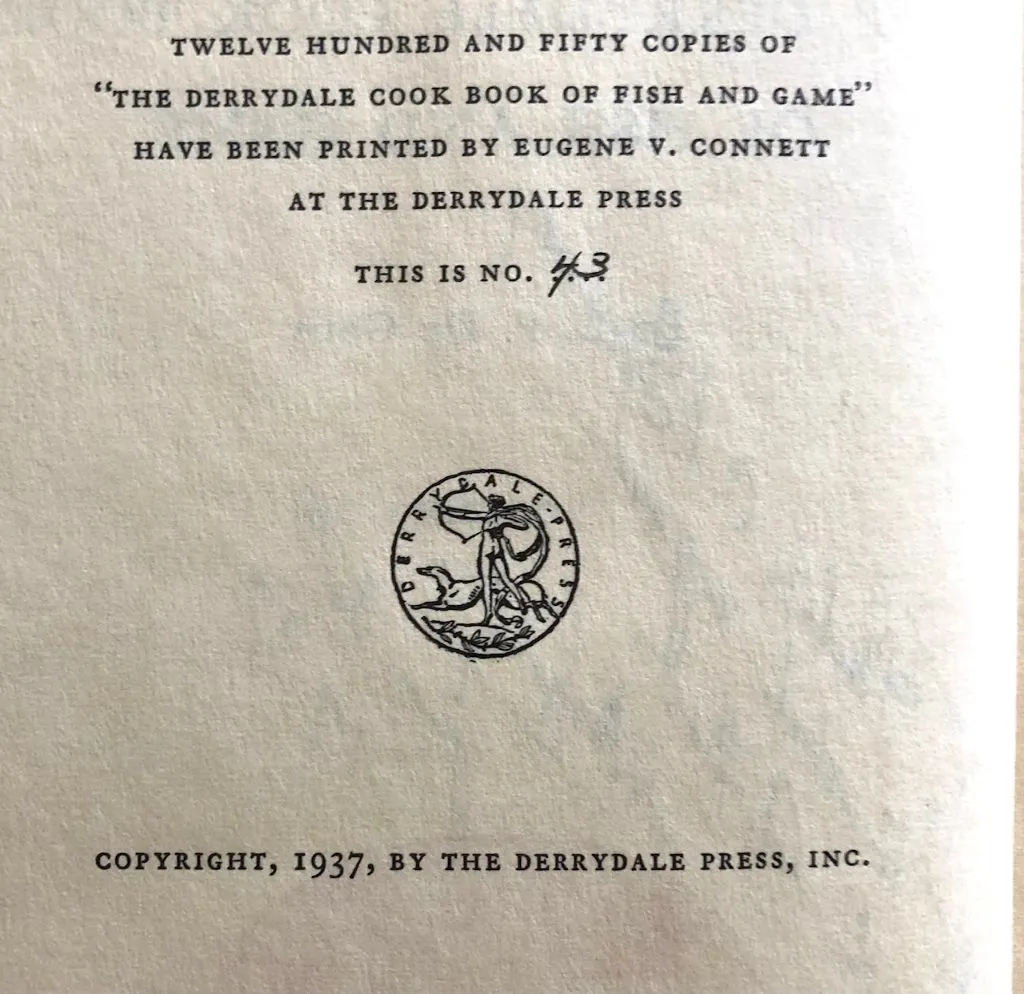 TWELVE HUNDRED AND FIFTY COPIES OF
“THE DERRYDALE COOK BOOK OF FISH AND GAME”
HAVE BEEN PRINTED BY EUGENE V. CONNETT
AT THE DERRYDALE PRESS
THIS IS NO. 43
DERRYDALE·PRESS
COPYRIGHT, 1937, BY THE DERRYDALE PRESS, INC.